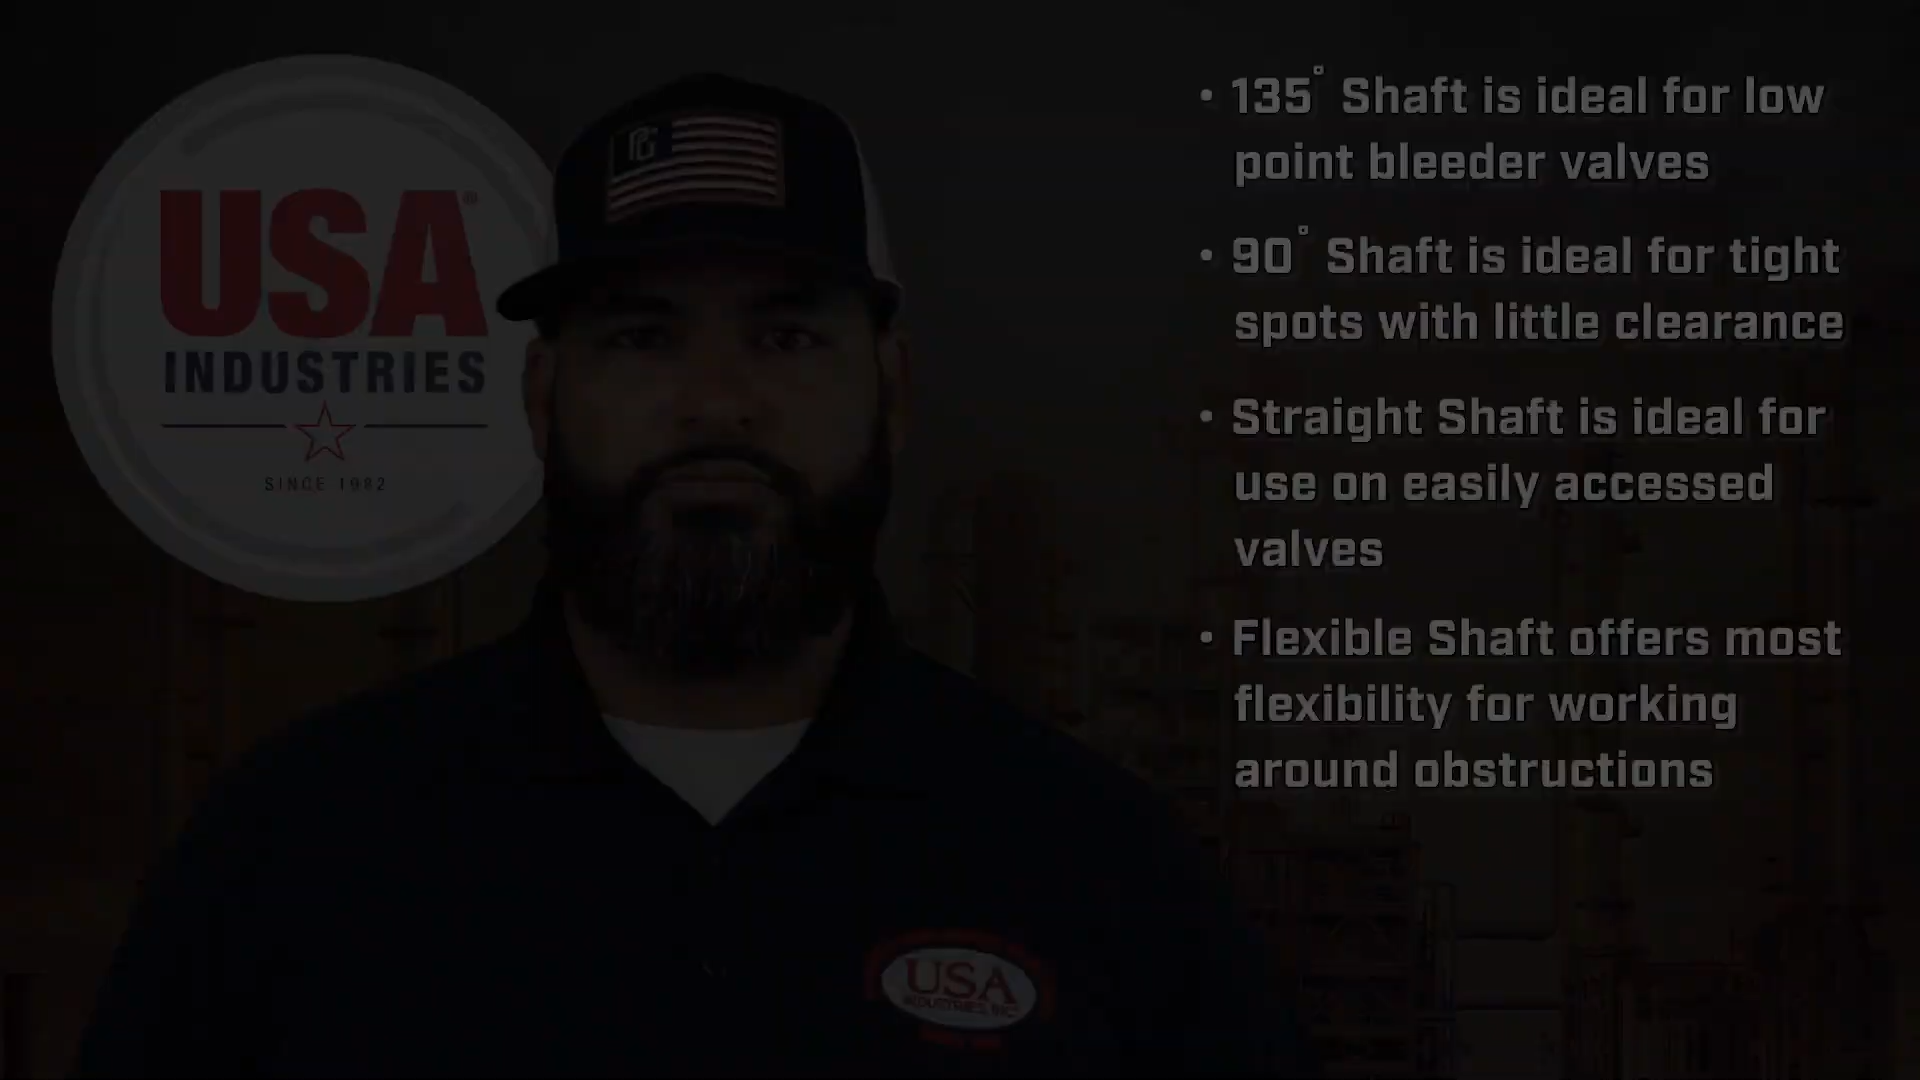 USA®
INDUSTRIES
SINCE 1982
• 135° Shaft is ideal for low
point bleeder valves
• 90° Shaft is ideal for tight
spots with little clearance
• Straight Shaft is ideal for
use on easily accessed
valves
• Flexible Shaft offers most
flexibility for working
around obstructions
USA
INDUSTRIES, INC.